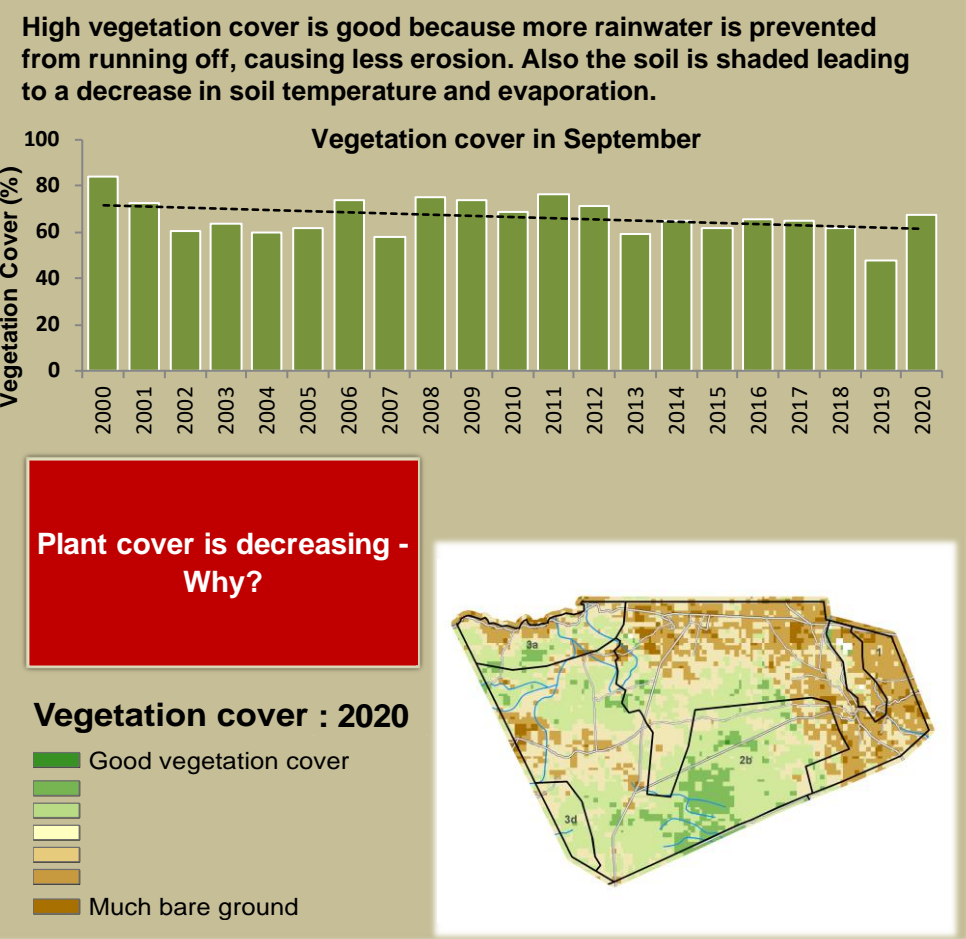 High vegetation cover is good because more rainwater is prevented
from running off, causing less erosion. Also the soil is shaded leading
to a decrease in soil temperature and evaporation.
Vegetation cover in September
Vegetation Cover (%)
100
80
60
40
20
0
2000
2001
2002
2003
2004
2005
2006
2007
2008
2009
2010
2011
2012
2013
2014
2015
2016
2017
2018
2019
2020
Plant cover is decreasing -
Why?
3a
1
2b
3d
Vegetation cover : 2020
Good vegetation cover
Much bare ground